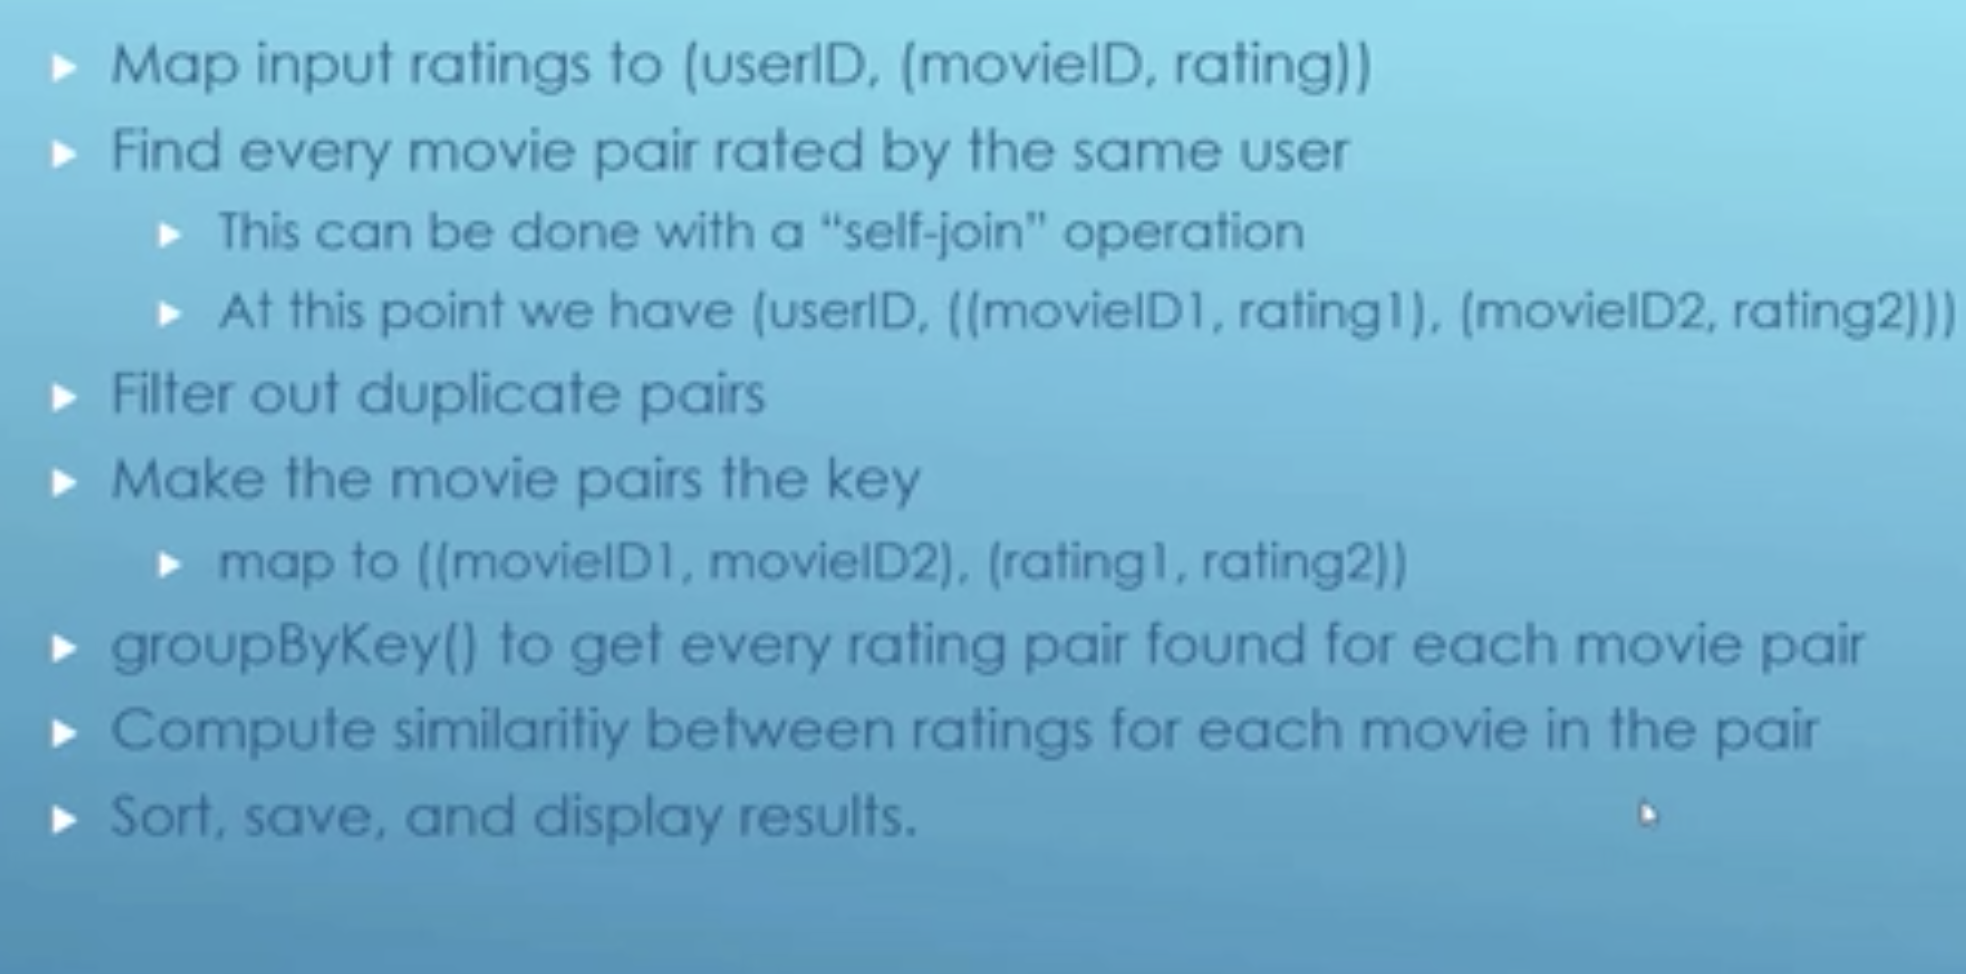 Map input ratings to (userID, (movieID, rating))
Find every movie pair rated by the same user
This can be done with a “self-join” operation
At this point we have (userID, ((movieID1, rating1), (movieID2, rating2)))
Filter out duplicate pairs
Make the movie pairs the key
map to ((movieID1, movieID2), (rating1, rating2))
groupByKey() to get every rating pair found for each movie pair
Compute similaritiy between ratings for each movie in the pair
Sort, save, and display results.